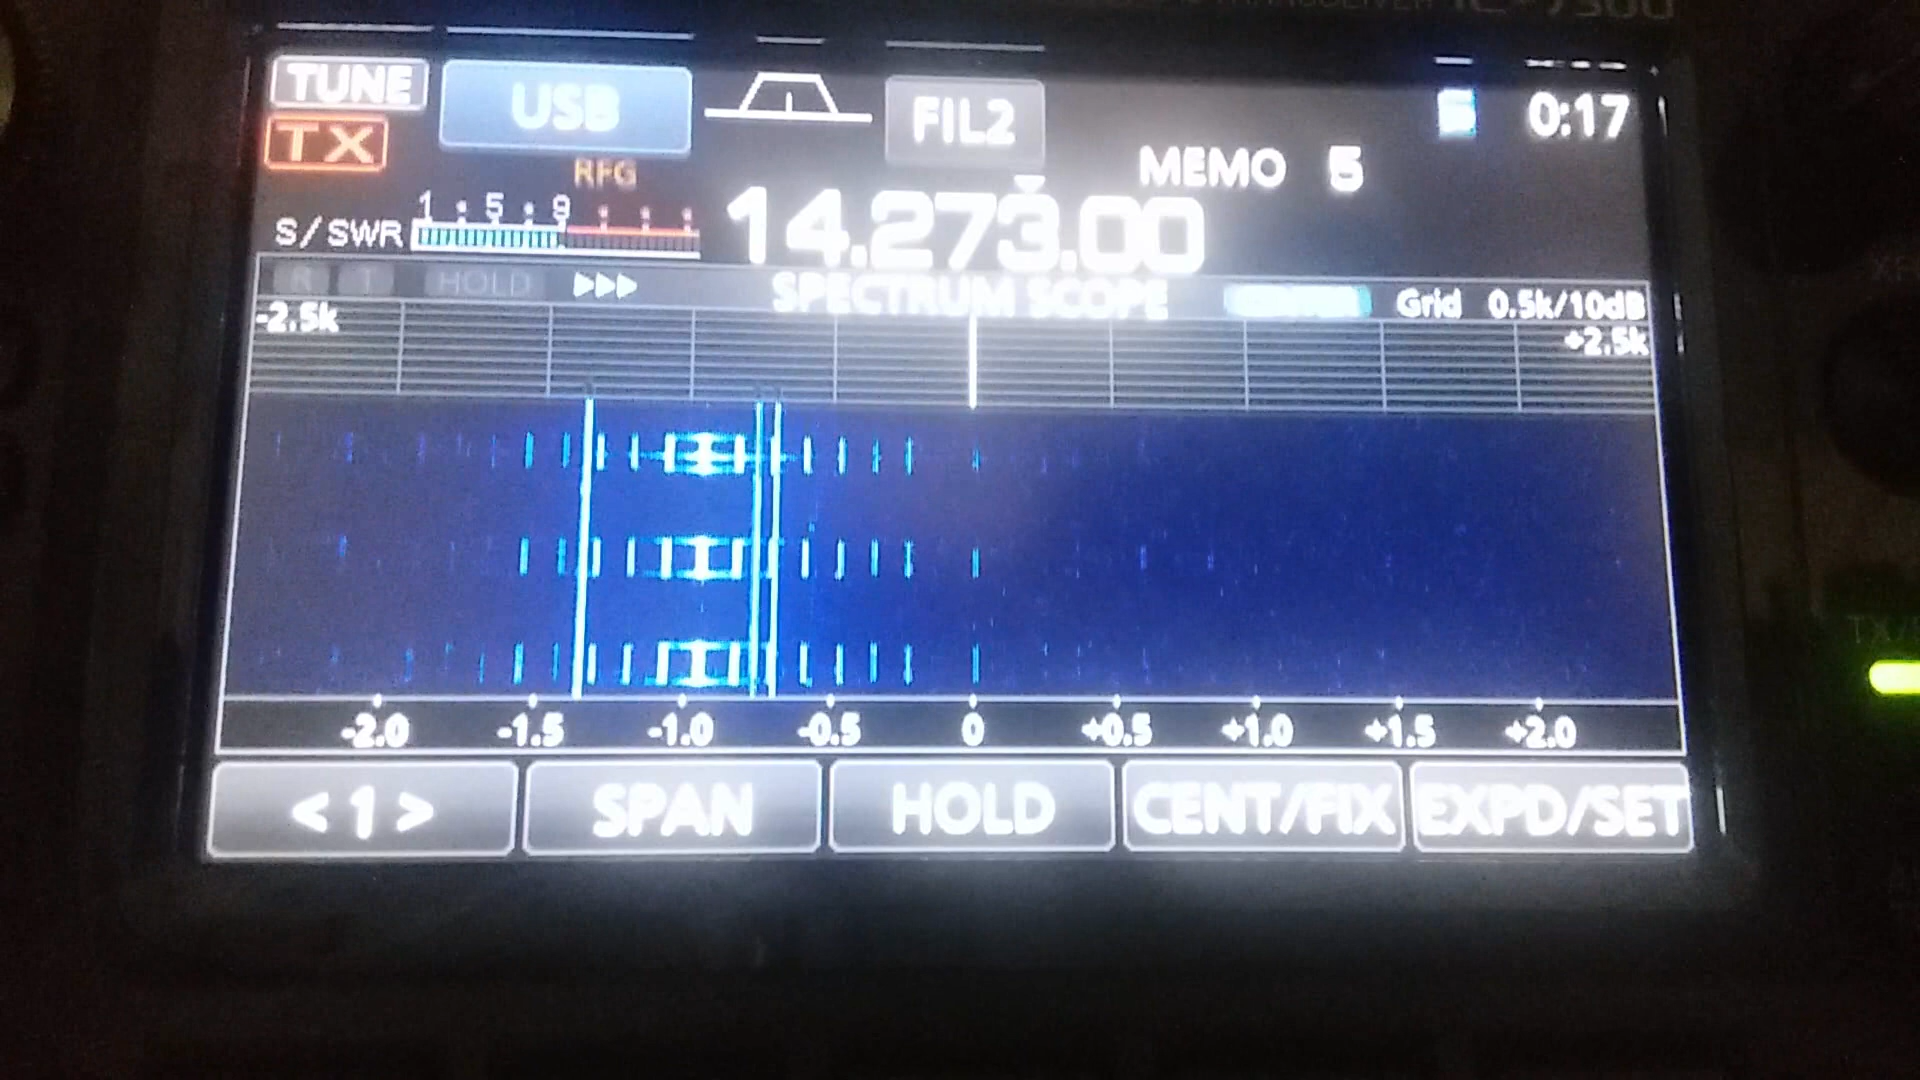 IC-7300
TUNE USB FIL2 0:17
TX
RFG MEMO 5
1 5 9
S/SWR 14.273.00
HOLD SPECTRUM SCOPE Grid 0.5k/10dB
-2.5k +2.5k
-2.0 -1.5 -1.0 -0.5 0 +0.5 +1.0 +1.5 +2.0
<1> SPAN HOLD CENT/FIX EXPD/SET